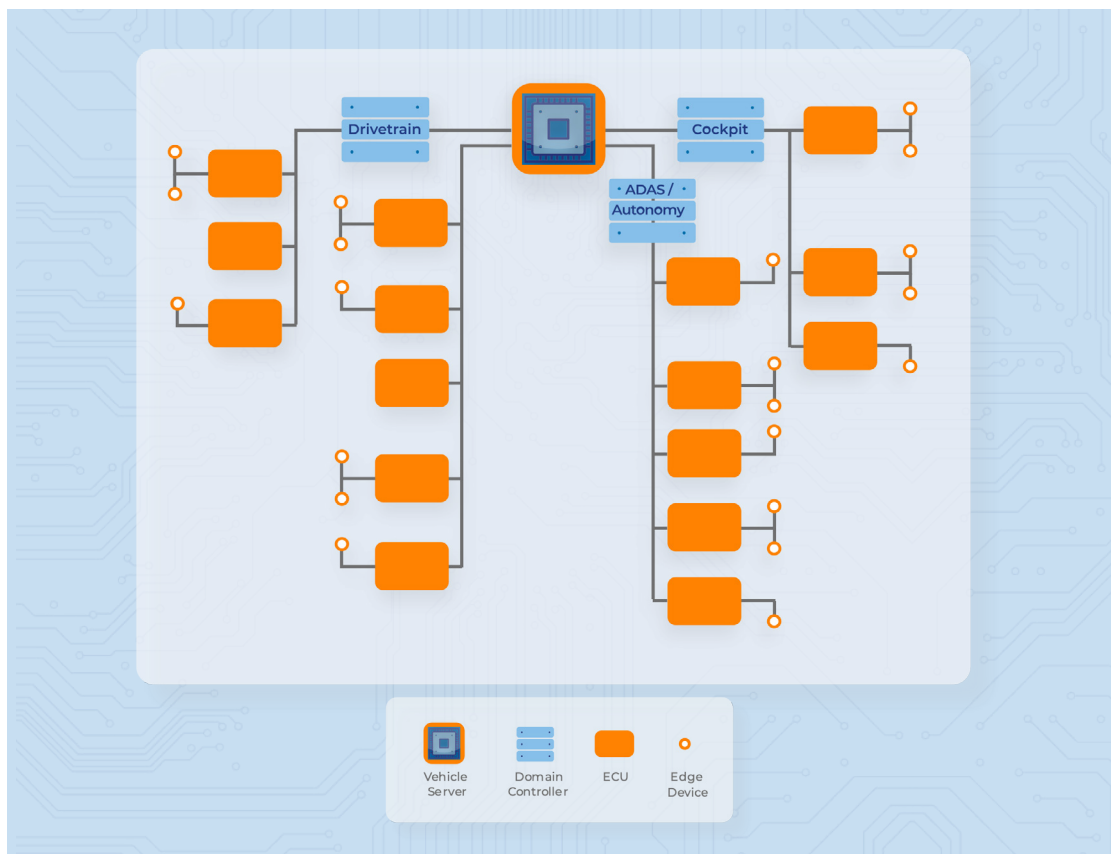 Drivetrain
Cockpit
ADAS /
Autonomy
Vehicle
Server
Domain
Controller
ECU
Edge
Device